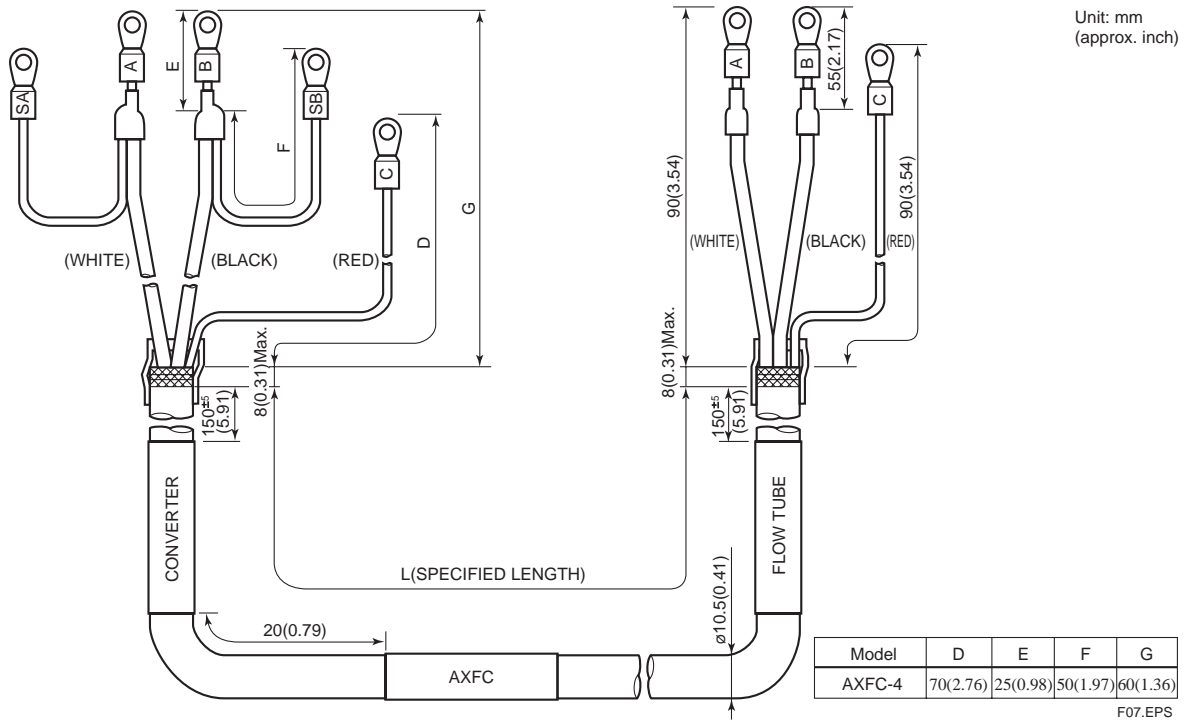 Unit: mm
(approx. inch)
SA
A
E
B
SB
F
C
D
G
(WHITE)
(BLACK)
(RED)
8(0.31)Max.
150±5
(5.91)
CONVERTER
20(0.79)
AXFC
L(SPECIFIED LENGTH)
A
B
55(2.17)
C
90(3.54)
90(3.54)
(WHITE)
(BLACK)
(RED)
8(0.31)Max.
150±5
(5.91)
FLOW TUBE
ø10.5(0.41)
Model D E F G
AXFC-4 70(2.76) 25(0.98) 50(1.97) 60(1.36)
F07.EPS